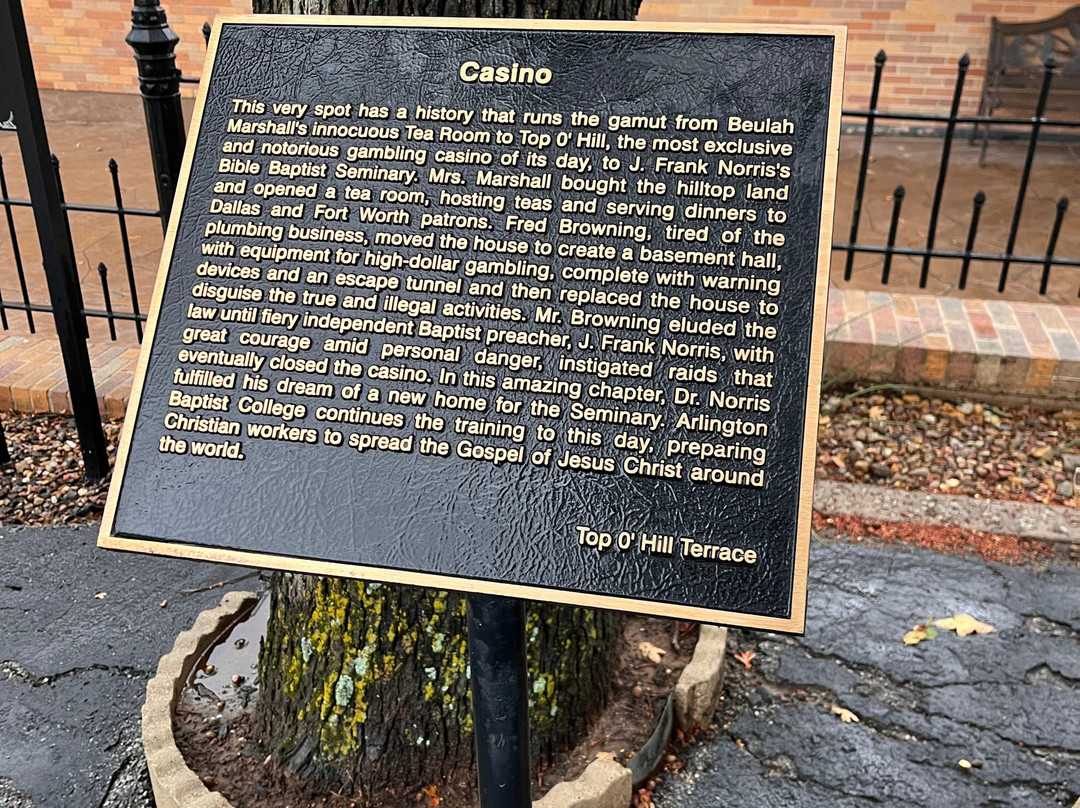 Casino
This very spot has a history that runs the gamut from Beulah
Marshall's innocuous Tea Room to Top 0' Hill, the most exclusive
and notorious gambling casino of its day, to J. Frank Norris's
Bible Baptist Seminary. Mrs. Marshall bought the hilltop land
and opened a tea room, hosting teas and serving dinners to
Dallas and Fort Worth patrons. Fred Browning, tired of the
plumbing business, moved the house to create a basement hall,
with equipment for high-dollar gambling, complete with warning
devices and an escape tunnel and then replaced the house to
disguise the true and illegal activities. Mr. Browning eluded the
law until fiery independent Baptist preacher, J. Frank Norris, with
great courage amid personal danger, instigated raids that
eventually closed the casino. In this amazing chapter, Dr. Norris
fulfilled his dream of a new home for the Seminary. Arlington
Baptist College continues the training to this day, preparing
Christian workers to spread the Gospel of Jesus Christ around
the world.
Top 0' Hill Terrace